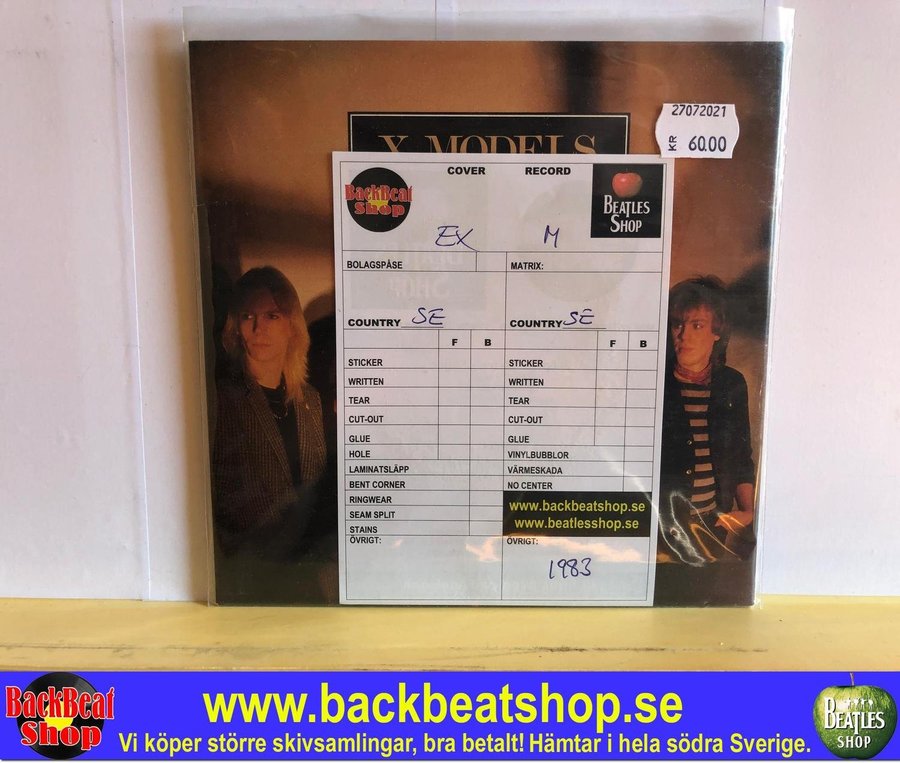 27072021
KR 60.00
X MODELS
COVER RECORD
BackBeat
Shop
BEATLES
SHOP
EX M
BOLAGSPÅSE MATRIX:
COUNTRY SE COUNTRY SE
F B F B
STICKER STICKER
WRITTEN WRITTEN
TEAR TEAR
CUT-OUT CUT-OUT
GLUE GLUE
HOLE VINYLBUBBLOR
LAMINATSLÄPP VÄRMESKADA
BENT CORNER NO CENTER
RINGWEAR
www.backbeatshop.se
SEAM SPLIT
www.beatlesshop.se
STAINS
ÖVRIGT: ÖVRIGT:
1983
BackBeat
Shop
www.backbeatshop.se
Vi köper större skivsamlingar, bra betalt! Hämtar i hela södra Sverige.
BEATLES
SHOP